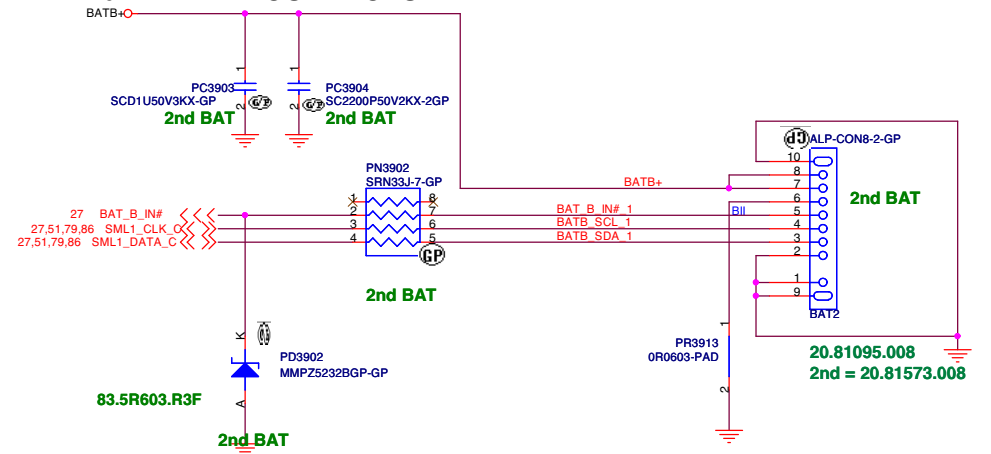 BATB+
1
1
PC3903
PC3904
SCD1U50V3KX-GP
SC2200P50V2KX-2GP
2
G/P
2
G/P
2nd BAT
2nd BAT
GP
ALP-CON8-2-GP
PN3902
SRN33J-7-GP
BATB+
2nd BAT
10
8
7
6
5
4
3
2
1
9
1
8
2
7
3
6
4
5
27
BAT_B_IN#
27,51,79,86
SML1_CLK_C
27,51,79,86
SML1_DATA_C
BAT_B_IN#_1
BII
BATB_SCL_1
BATB_SDA_1
GP
2nd BAT
BAT2
K
1
PD3902
MMPZ5232BGP-GP
PR3913
0R0603-PAD
20.81095.008
2nd = 20.81573.008
2
A
83.5R603.R3F
2nd BAT